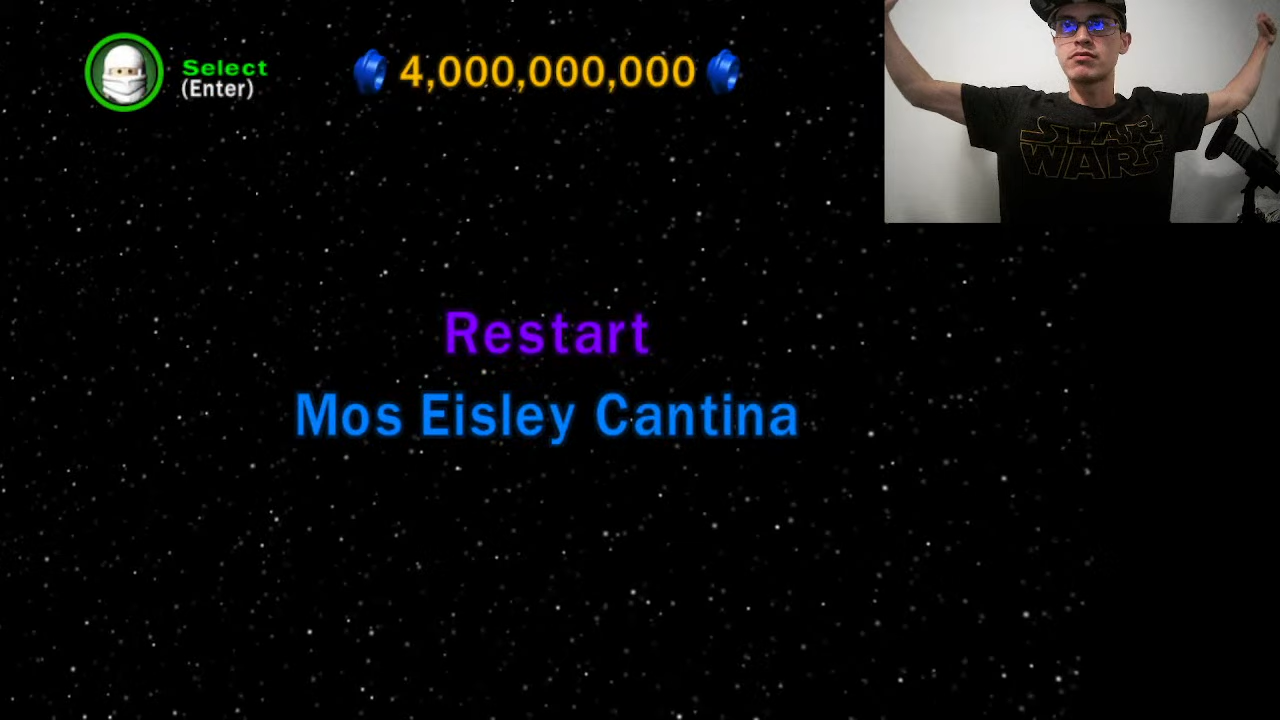 Select
(Enter)
4,000,000,000
STAR
WARS
Restart
Mos Eisley Cantina